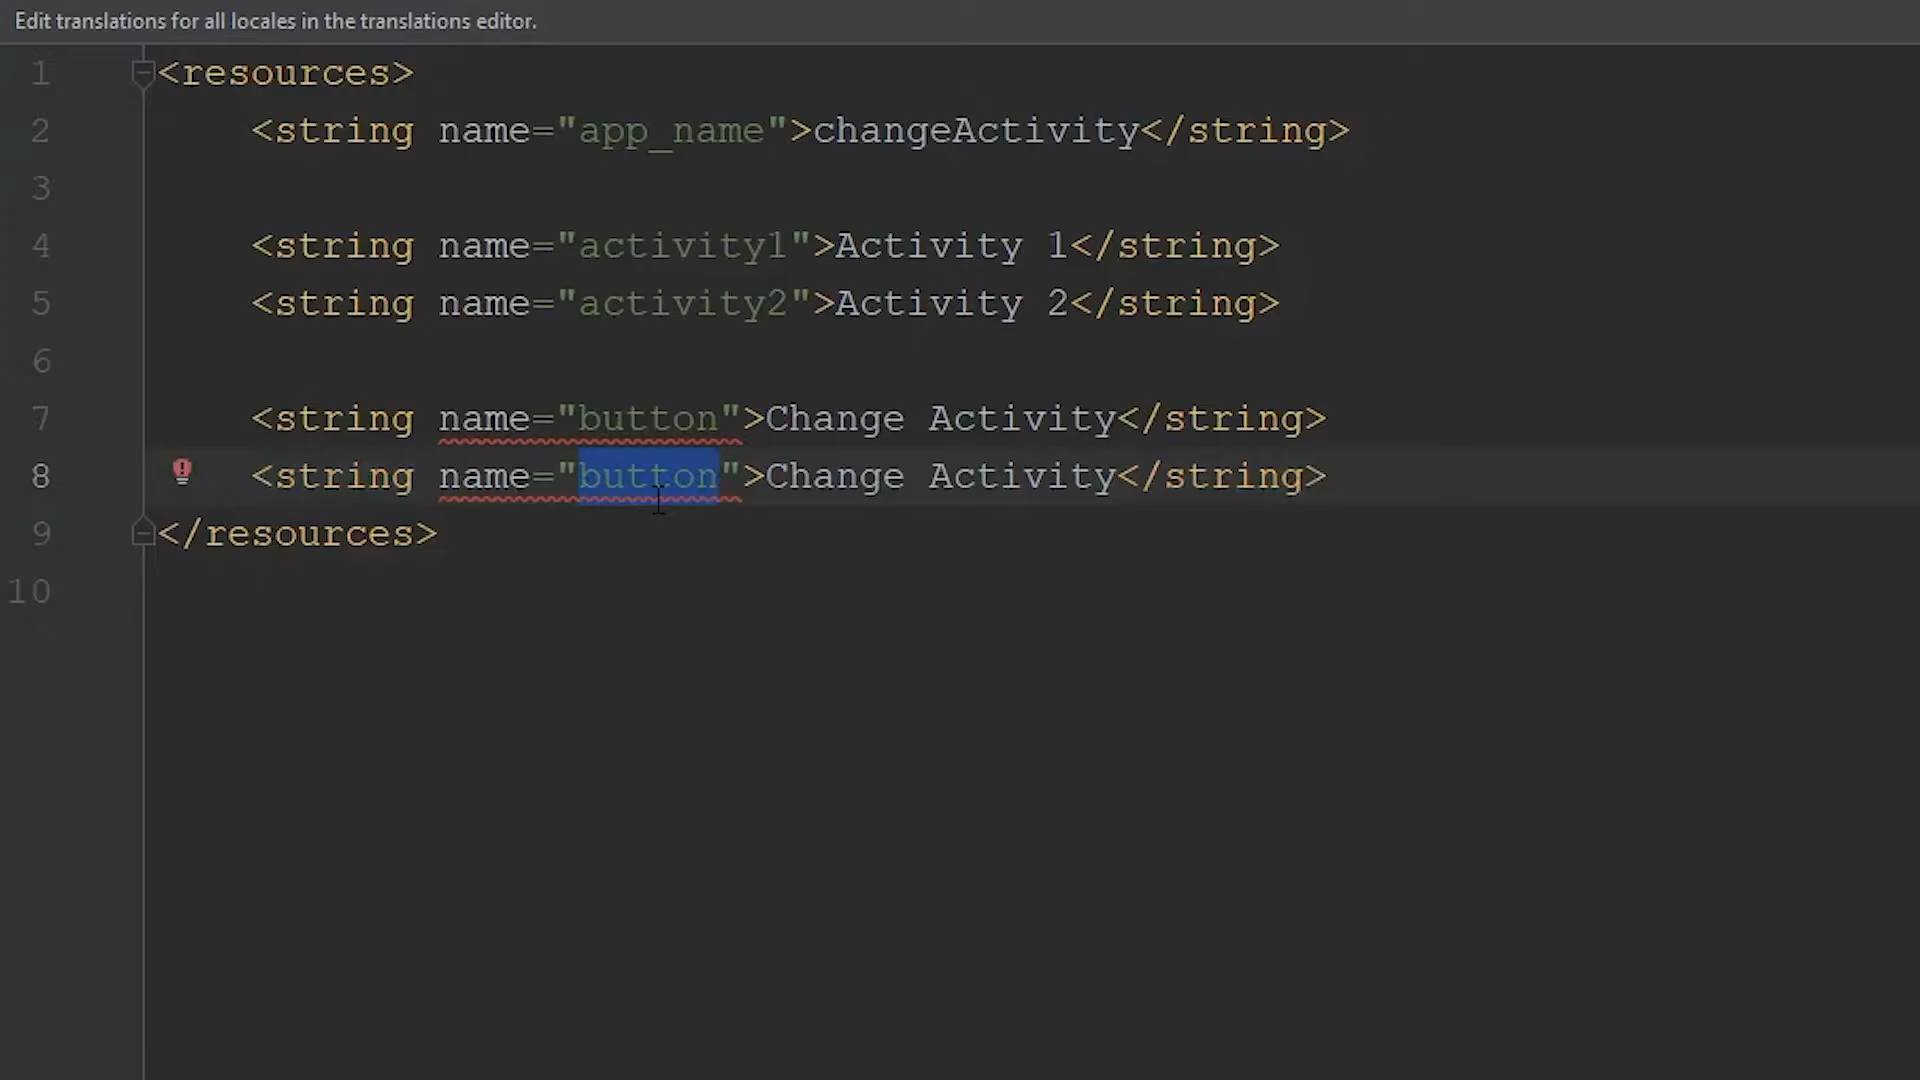 Edit translations for all locales in the translations editor.
1 <resources>
2 <string name="app_name">changeActivity</string>
3
4 <string name="activity1">Activity 1</string>
5 <string name="activity2">Activity 2</string>
6
7 <string name="button">Change Activity</string>
8 <string name="button">Change Activity</string>
9 </resources>
10